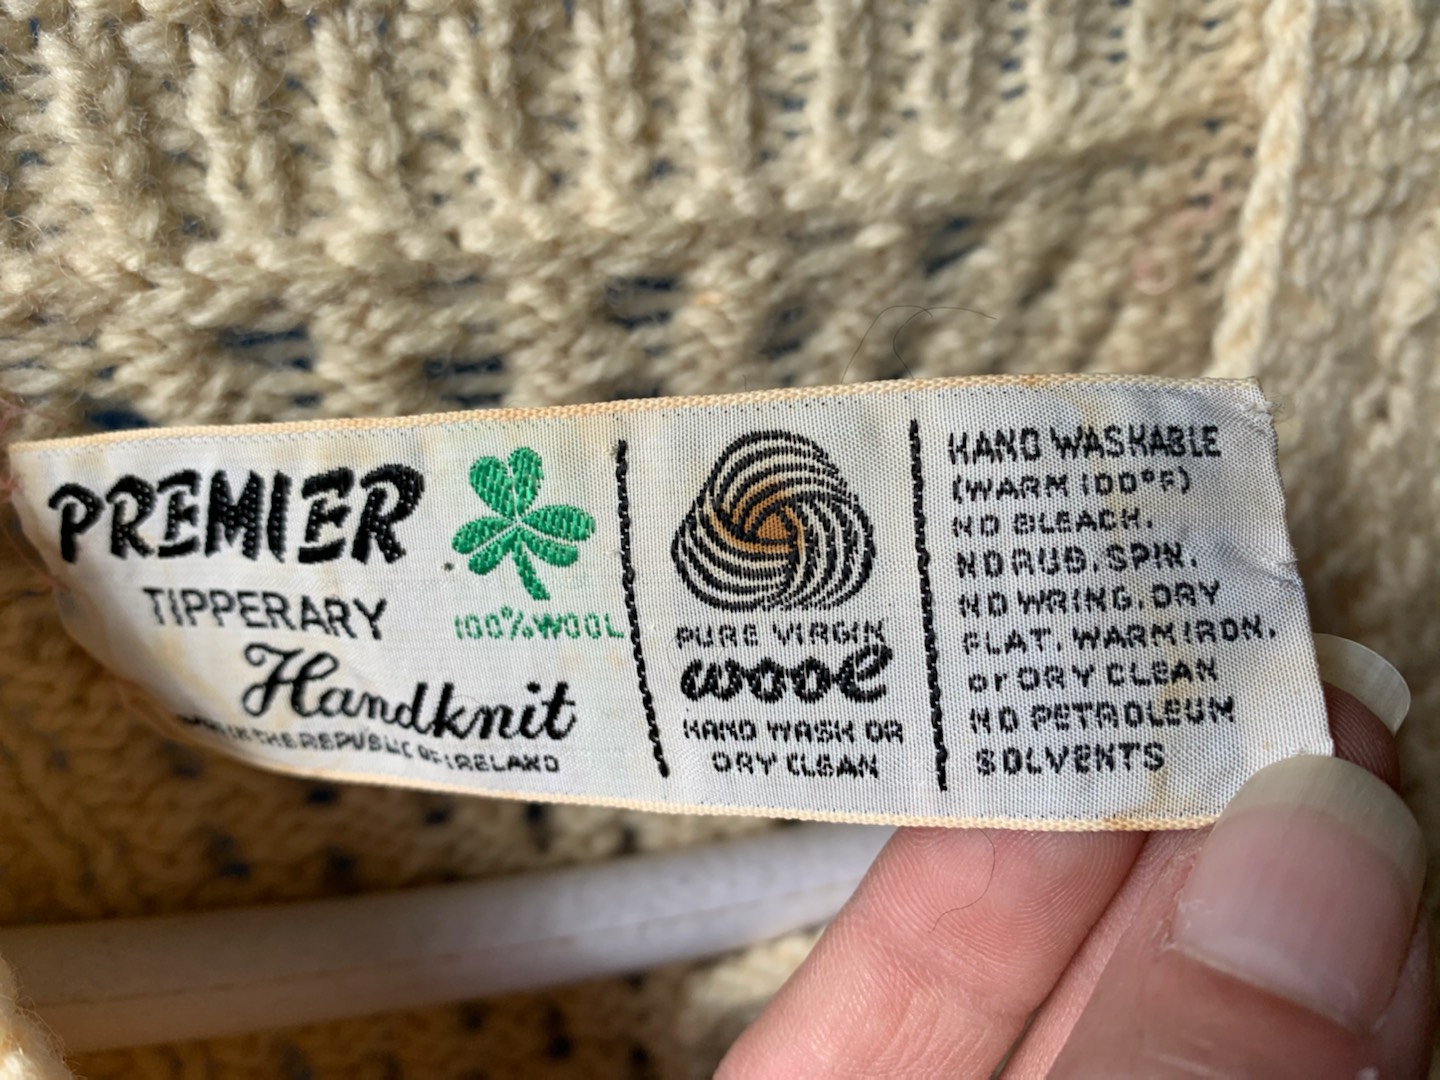 PREMIER
TIPPERARY
Handknit
IN THE REPUBLIC OF IRELAND
100% WOOL
PURE VIRGIN
wool
HAND WASH OR
DRY CLEAN
HAND WASHABLE
(WARM 100°F)
NO BLEACH.
NO RUB. SPIN.
NO WRING. DRY
FLAT. WARM IRON.
or DRY CLEAN
NO PETROLEUM
SOLVENTS